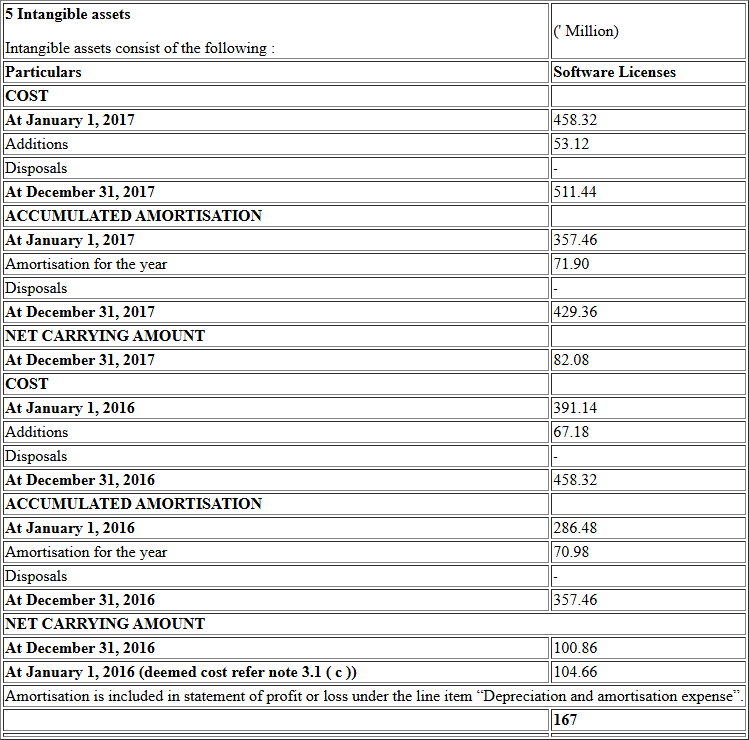 5 Intangible assets
Intangible assets consist of the following :
(' Million)
Particulars Software Licenses
COST
At January 1, 2017 458.32
Additions 53.12
Disposals -
At December 31, 2017 511.44
ACCUMULATED AMORTISATION
At January 1, 2017 357.46
Amortisation for the year 71.90
Disposals -
At December 31, 2017 429.36
NET CARRYING AMOUNT
At December 31, 2017 82.08
COST
At January 1, 2016 391.14
Additions 67.18
Disposals -
At December 31, 2016 458.32
ACCUMULATED AMORTISATION
At January 1, 2016 286.48
Amortisation for the year 70.98
Disposals -
At December 31, 2016 357.46
NET CARRYING AMOUNT
At December 31, 2016 100.86
At January 1, 2016 (deemed cost refer note 3.1 ( c )) 104.66
Amortisation is included in statement of profit or loss under the line item “Depreciation and amortisation expense”.
167